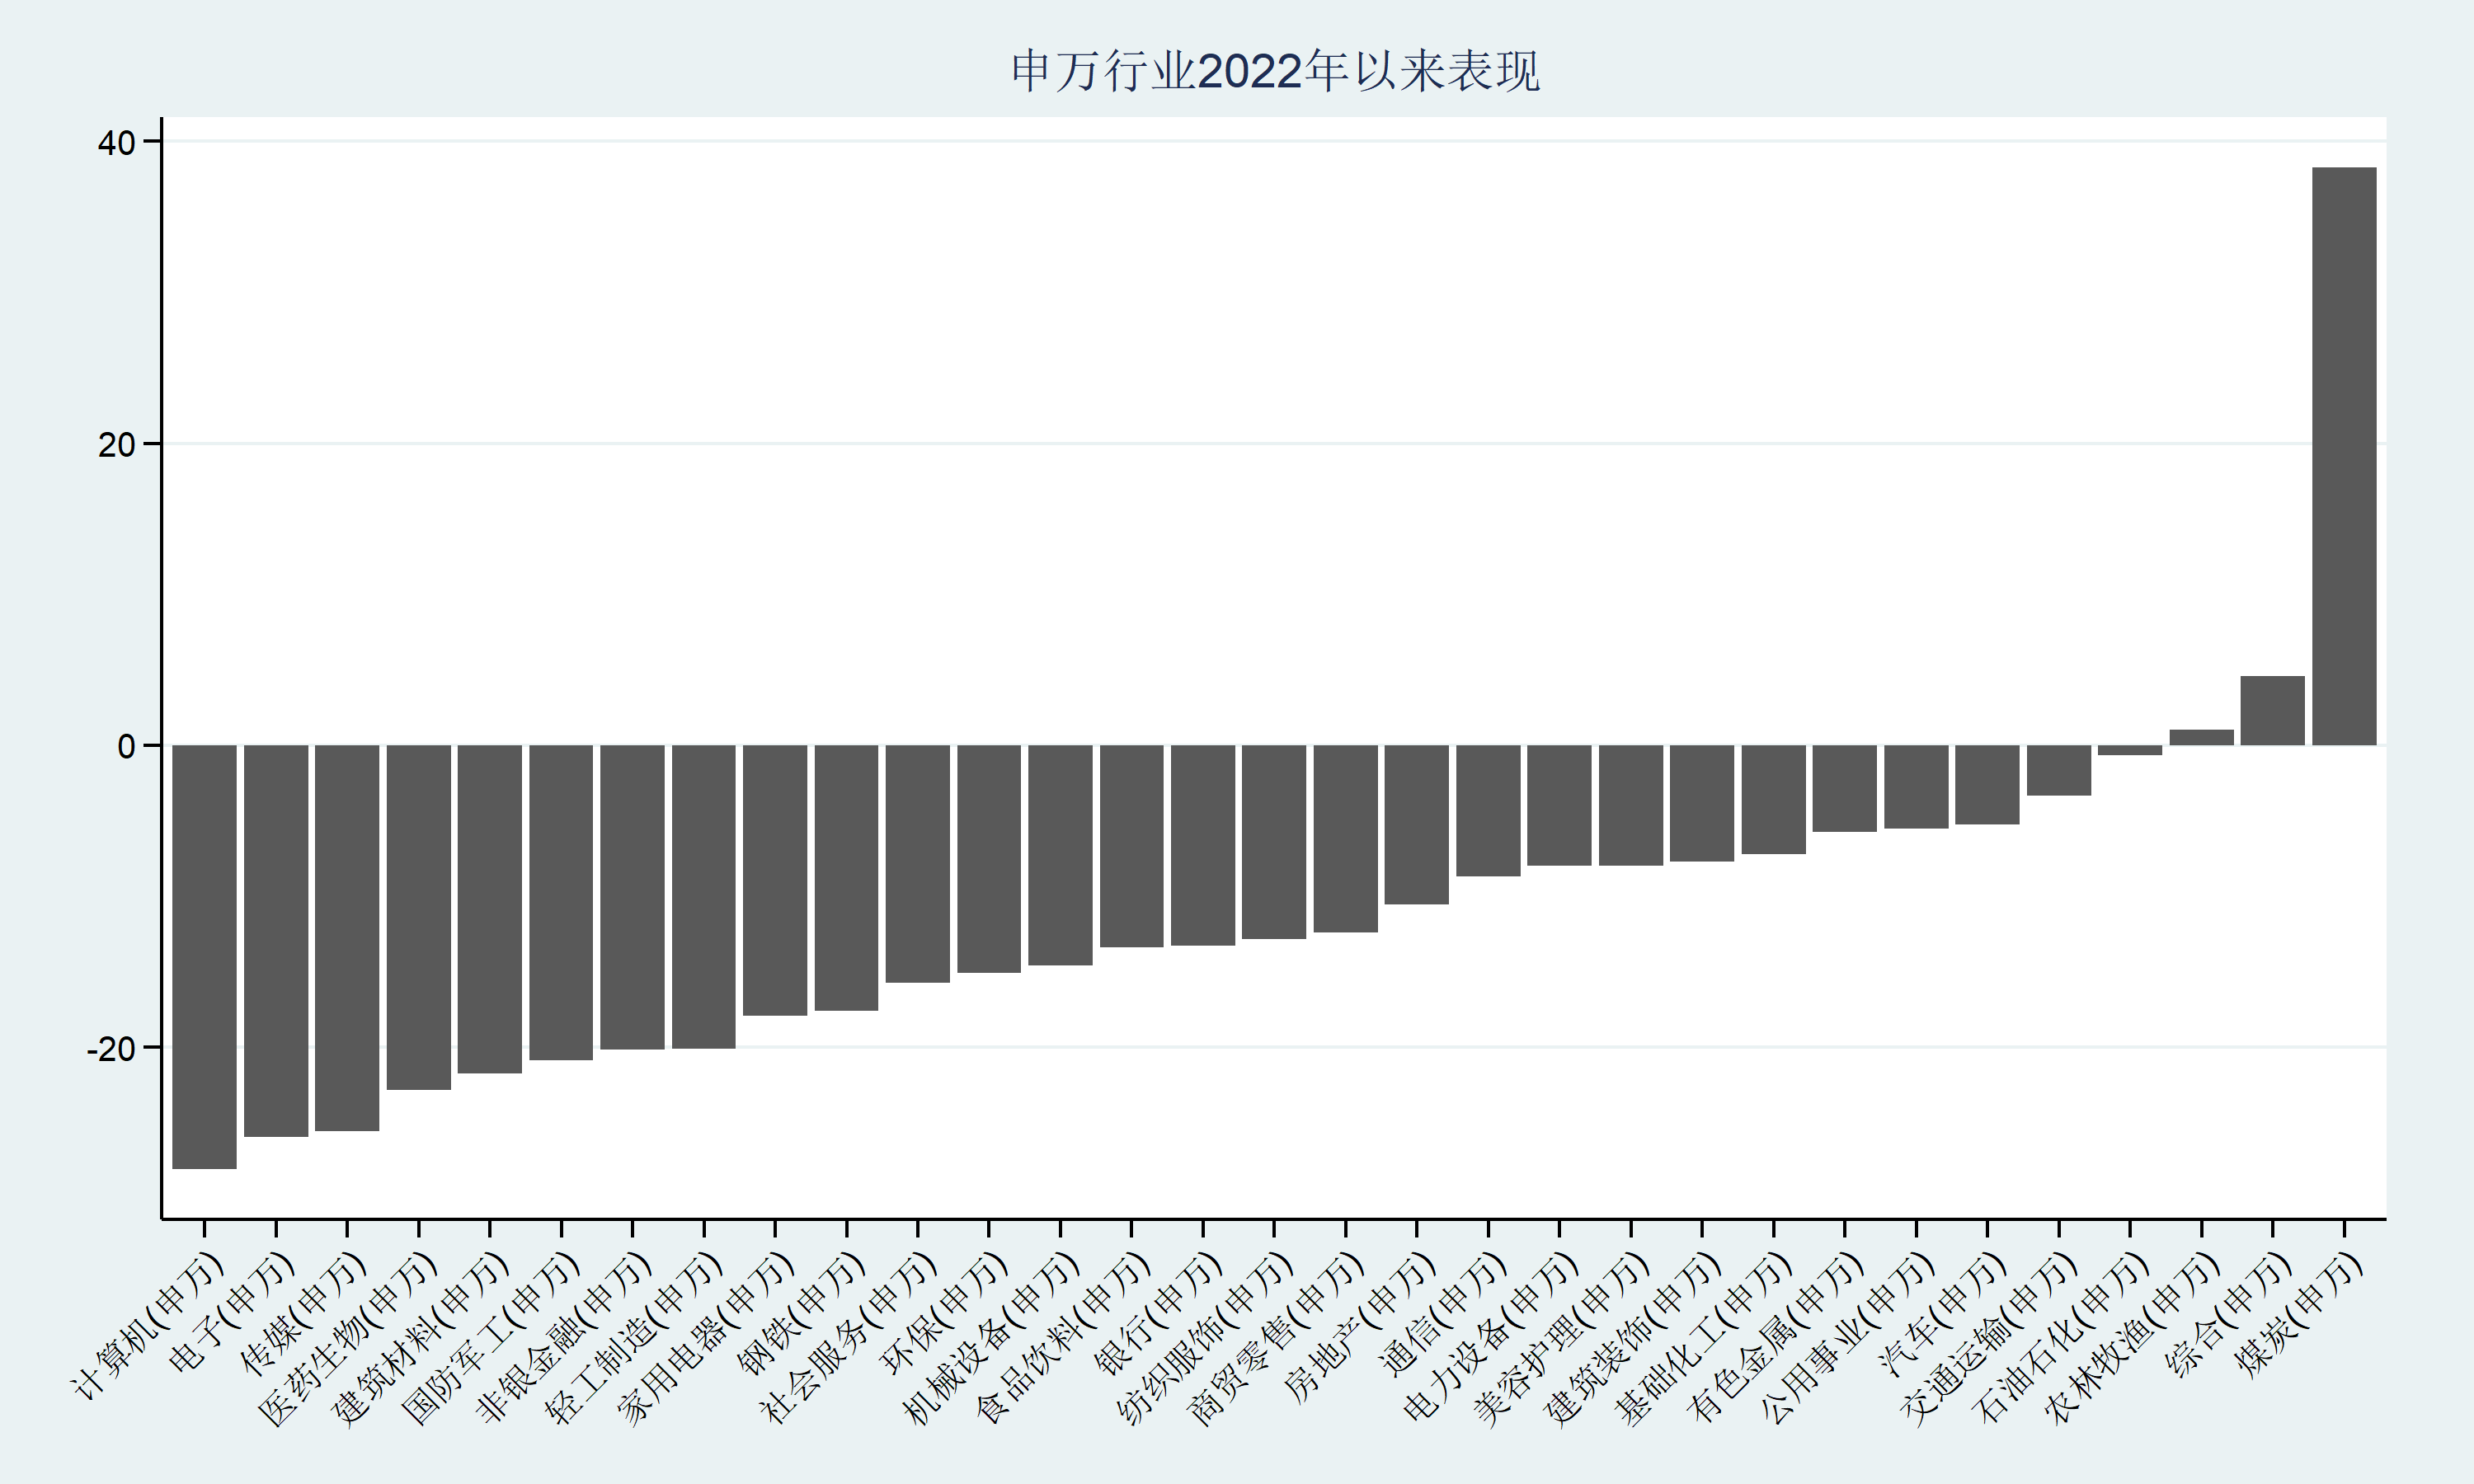 申万行业2022年以来表现
40
20
0
-20
计算机(申万)
电子(申万)
传媒(申万)
医药生物(申万)
建筑材料(申万)
国防军工(申万)
非银金融(申万)
轻工制造(申万)
家用电器(申万)
钢铁(申万)
社会服务(申万)
环保(申万)
机械设备(申万)
食品饮料(申万)
银行(申万)
纺织服饰(申万)
商贸零售(申万)
房地产(申万)
通信(申万)
电力设备(申万)
美容护理(申万)
建筑装饰(申万)
基础化工(申万)
有色金属(申万)
公用事业(申万)
汽车(申万)
交通运输(申万)
石油石化(申万)
农林牧渔(申万)
综合(申万)
煤炭(申万)